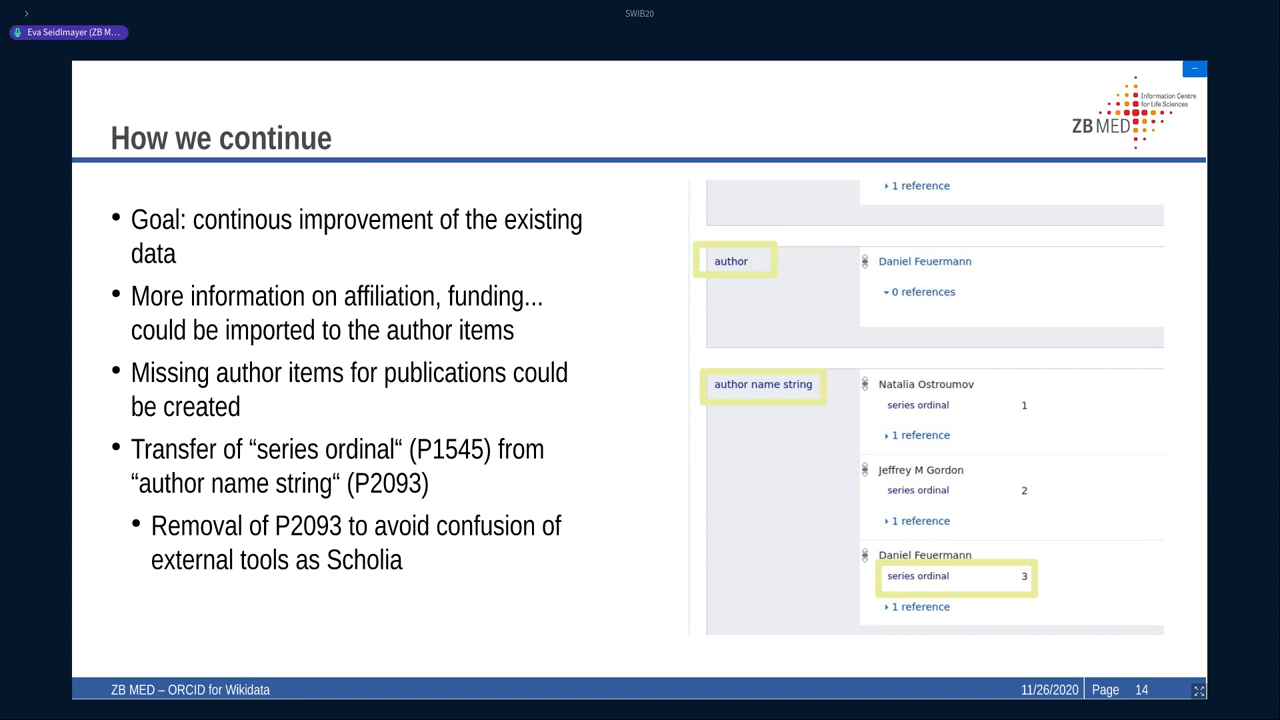 SWIB20
Eva Seidlmayer (ZB M...
Information Centre
for Life Sciences
ZB MED
How we continue
• Goal: continous improvement of the existing
data
• More information on affiliation, funding...
could be imported to the author items
• Missing author items for publications could
be created
• Transfer of “series ordinal“ (P1545) from
“author name string“ (P2093)
• Removal of P2093 to avoid confusion of
external tools as Scholia
1 reference
author
Daniel Feuermann
0 references
author name string
Natalia Ostroumov
series ordinal 1
1 reference
Jeffrey M Gordon
series ordinal 2
1 reference
Daniel Feuermann
series ordinal 3
1 reference
ZB MED – ORCID for Wikidata
11/26/2020 Page 14